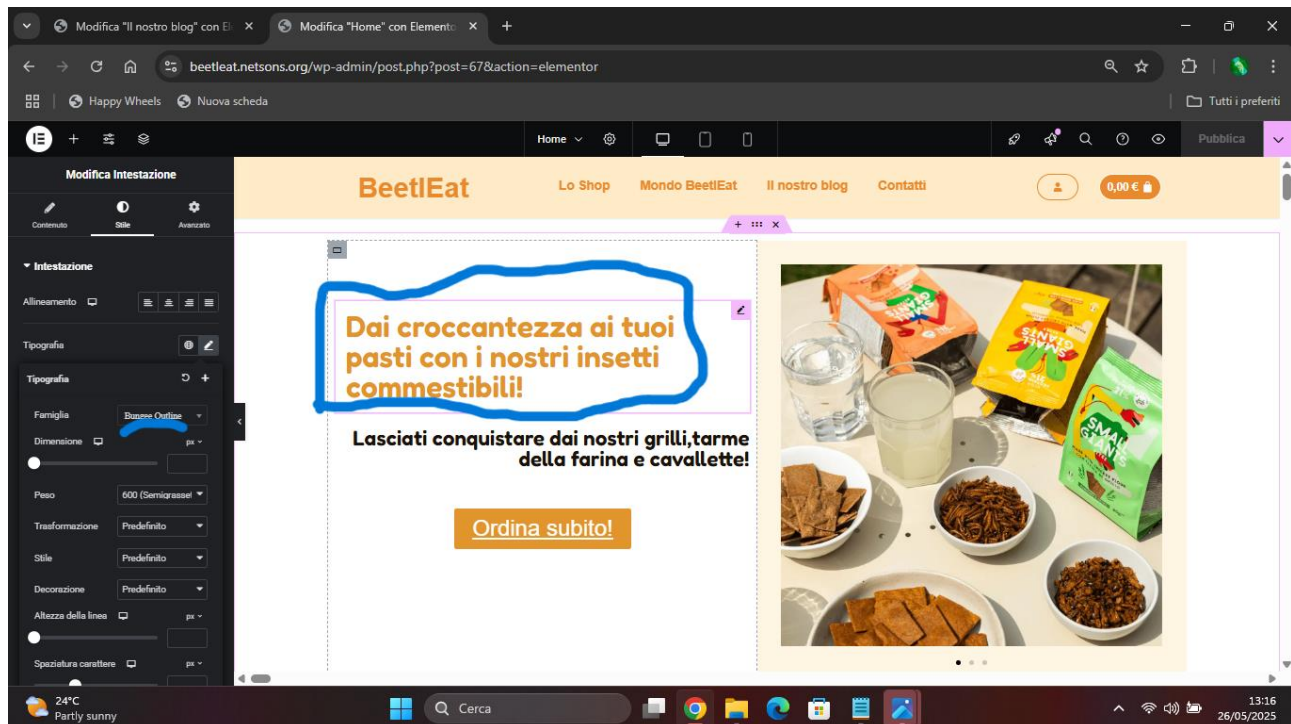 Modifica "Il nostro blog" con El
Modifica "Home" con Elemento
beetleat.netsons.org/wp-admin/post.php?post=67&action=elementor
Happy Wheels
Nuova scheda
Tutti i preferiti
Home
Pubblica
Modifica Intestazione
Contenuto
Stile
Avanzato
Intestazione
Allineamento
Tipografia
Tipografia
Famiglia
Bungee Outline
Dimensione
px
Peso
600 (Semigrassel
Trasformazione
Predefinito
Stile
Predefinito
Decorazione
Predefinito
Altezza della linea
px
Spaziatura carattere
px
BeetlEat
Lo Shop
Mondo BeetlEat
Il nostro blog
Contatti
0,00 €
Dai croccantezza ai tuoi
pasti con i nostri insetti
commestibili!
Lasciati conquistare dai nostri grilli,tarme
della farina e cavallette!
Ordina subito!
SMALL
GIANTS
SMALL
GIANTS
24°C
Partly sunny
Cerca
13:16
26/05/2025